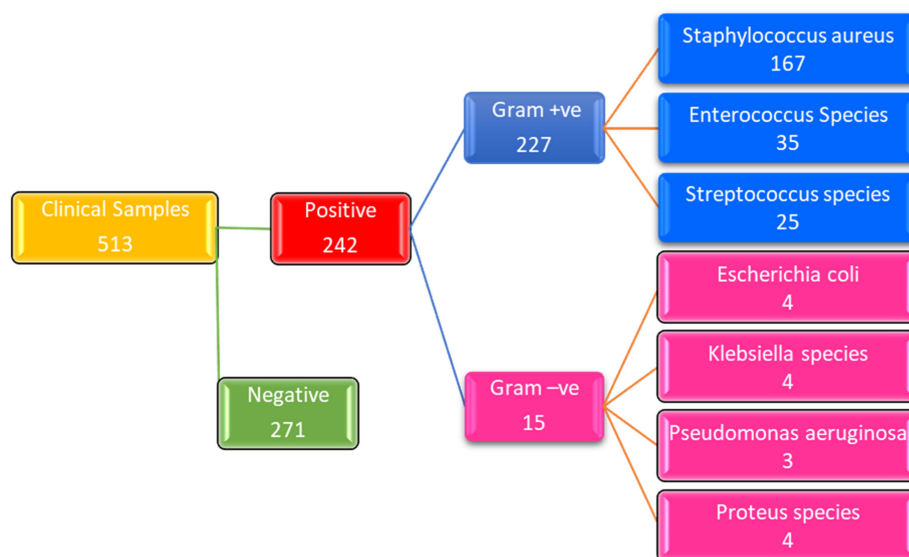 Clinical Samples
513
Positive
242
Negative
271
Gram +ve
227
Gram –ve
15
Staphylococcus aureus
167
Enterococcus Species
35
Streptococcus species
25
Escherichia coli
4
Klebsiella species
4
Pseudomonas aeruginosa
3
Proteus species
4